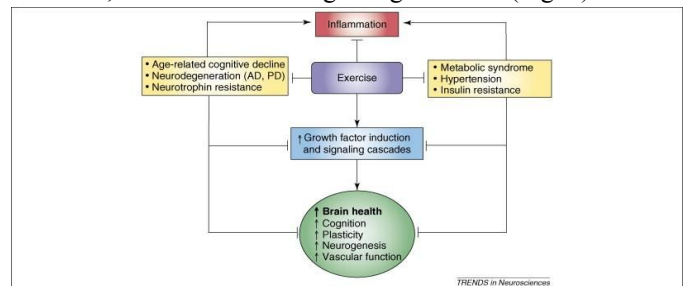 Inflammation
• Age-related cognitive decline
• Neurodegeneration (AD, PD)
• Neurotrophin resistance
Exercise
• Metabolic syndrome
• Hypertension
• Insulin resistance
↑ Growth factor induction
and signaling cascades
↑ Brain health
↑ Cognition
↑ Plasticity
↑ Neurogenesis
↑ Vascular function
TRENDS in Neurosciences